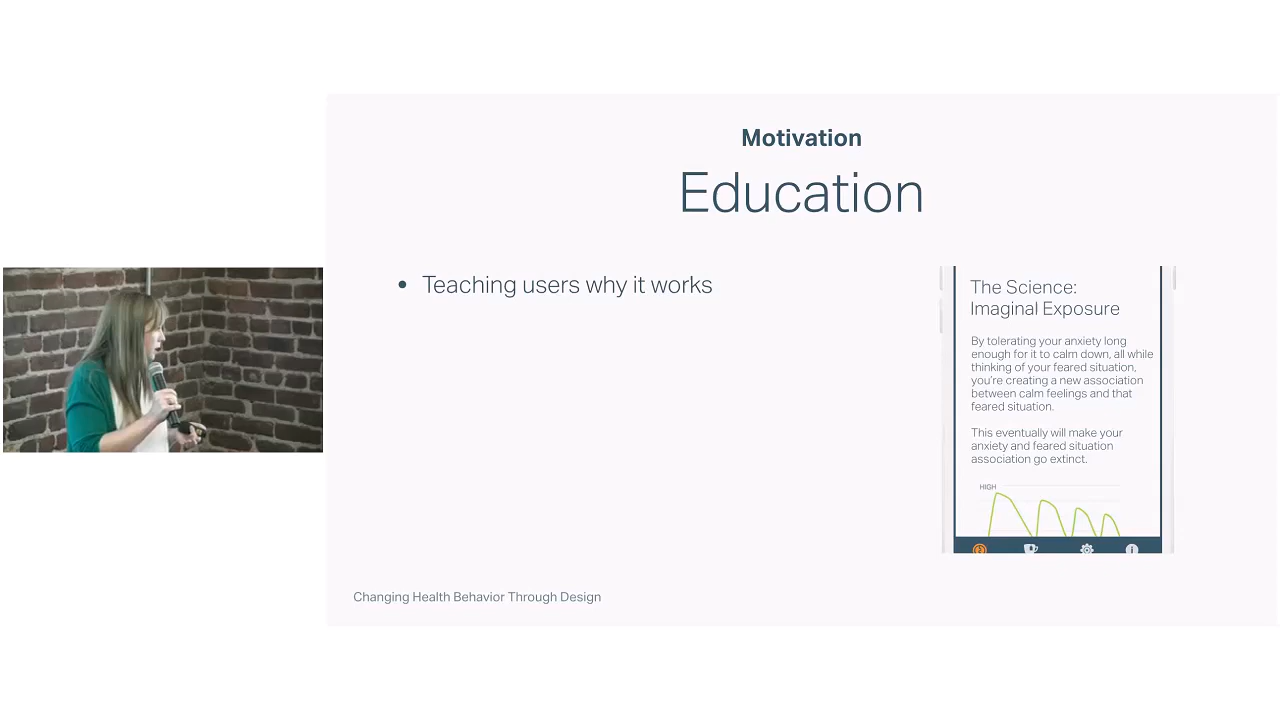 Motivation
Education
• Teaching users why it works
The Science:
Imaginal Exposure
By tolerating your anxiety long
enough for it to calm down, all while
thinking of your feared situation,
you're creating a new association
between calm feelings and that
feared situation.
This eventually will make your
anxiety and feared situation
association go extinct.
HIGH
Changing Health Behavior Through Design